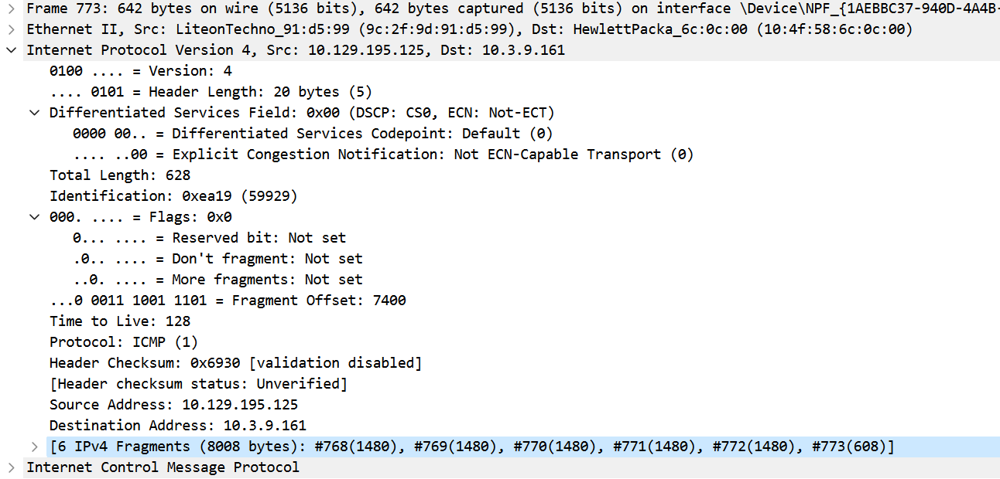 Frame 773: 642 bytes on wire (5136 bits), 642 bytes captured (5136 bits) on interface \Device\NPF_{1AEBBC37-940D-4A4B-
Ethernet II, Src: LiteonTechno_91:d5:99 (9c:2f:9d:91:d5:99), Dst: HewlettPacka_6c:0c:00 (10:4f:58:6c:0c:00)
Internet Protocol Version 4, Src: 10.129.195.125, Dst: 10.3.9.161
0100 .... = Version: 4
.... 0101 = Header Length: 20 bytes (5)
Differentiated Services Field: 0x00 (DSCP: CS0, ECN: Not-ECT)
0000 00.. = Differentiated Services Codepoint: Default (0)
.... ..00 = Explicit Congestion Notification: Not ECN-Capable Transport (0)
Total Length: 628
Identification: 0xea19 (59929)
000. .... = Flags: 0x0
0... .... = Reserved bit: Not set
.0.. .... = Don't fragment: Not set
..0. .... = More fragments: Not set
...0 0011 1001 1101 = Fragment Offset: 7400
Time to Live: 128
Protocol: ICMP (1)
Header Checksum: 0x6930 [validation disabled]
[Header checksum status: Unverified]
Source Address: 10.129.195.125
Destination Address: 10.3.9.161
[6 IPv4 Fragments (8008 bytes): #768(1480), #769(1480), #770(1480), #771(1480), #772(1480), #773(608)]
Internet Control Message Protocol